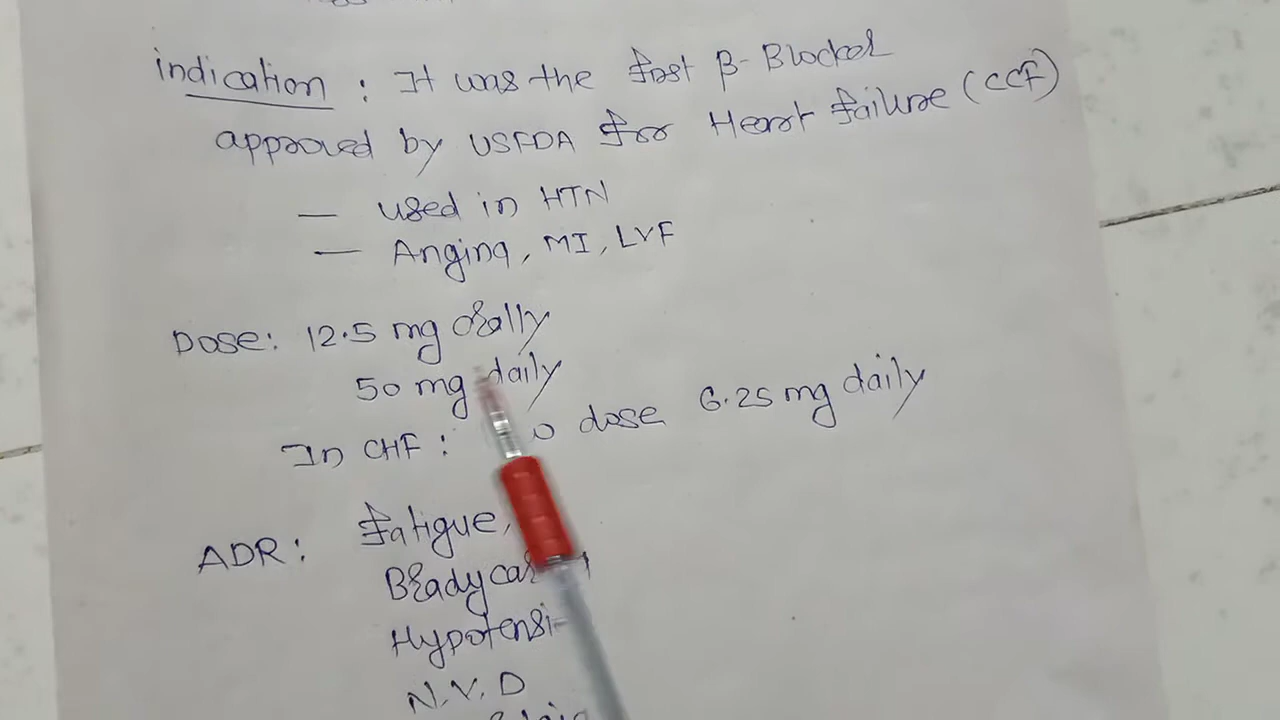 indication : It was the first β-Blocker
approved by USFDA for Heart failure (CCF)
— used in HTN
— Angina, MI, LVF
Dose: 12.5 mg orally
50 mg daily
In CHF : dose 6.25 mg daily
ADR: fatigue,
Hypotensi
N.V.D